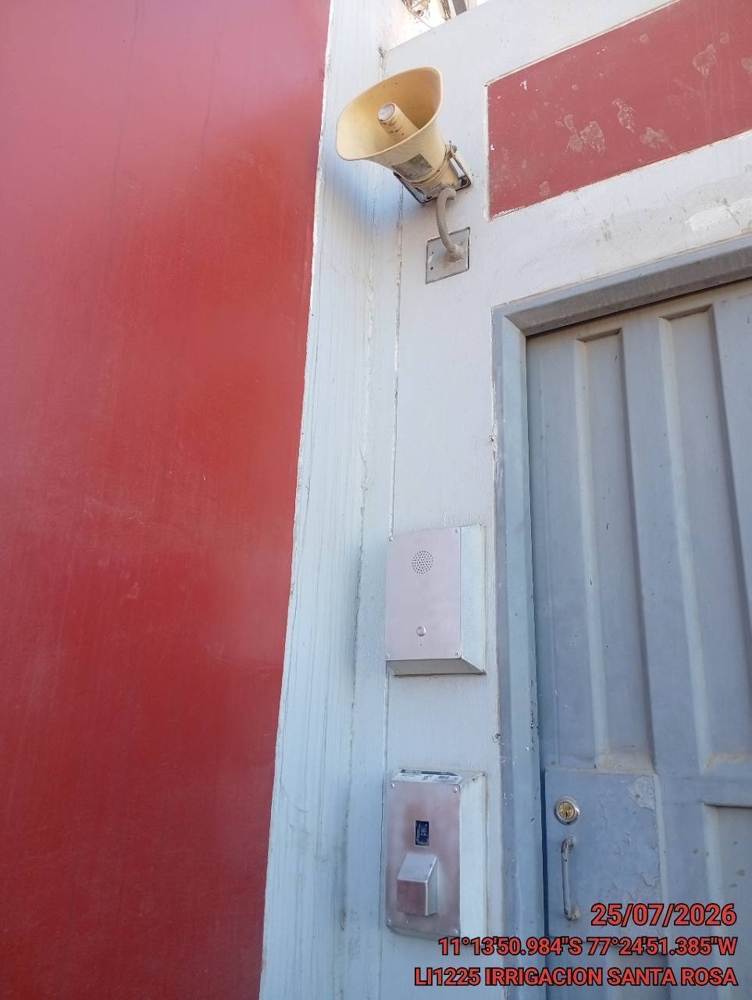 25/07/2026
11°13'50.984"S 77°24'51.385"W
LI1225 IRRIGACION SANTA ROSA